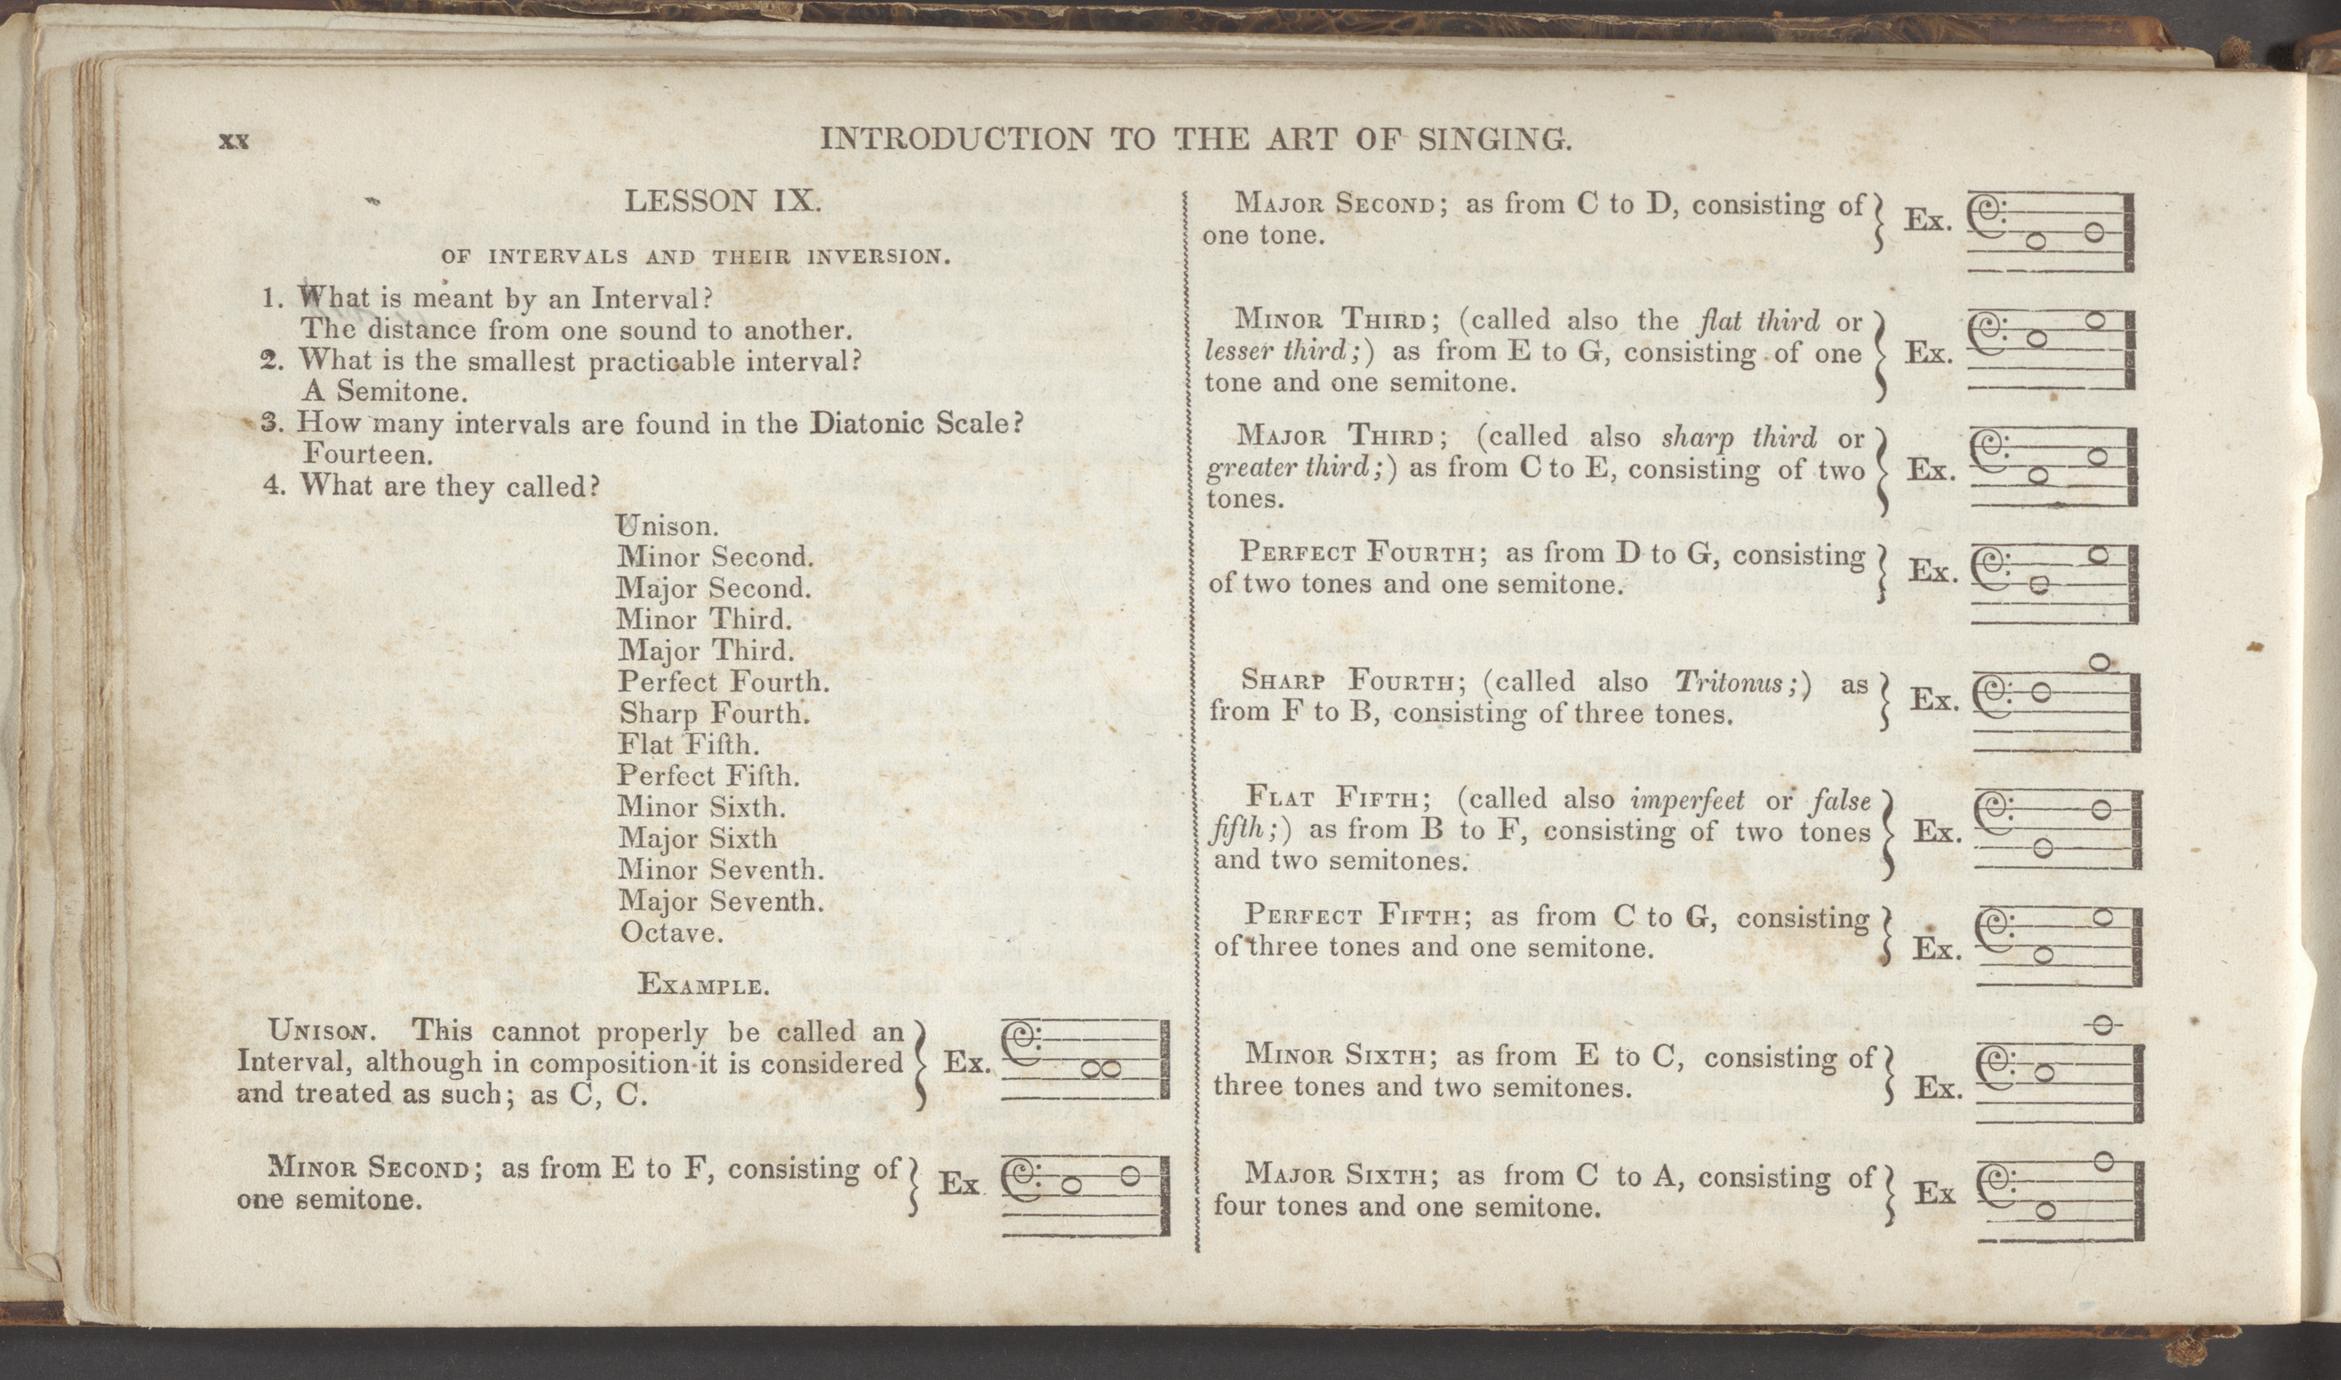 xx
INTRODUCTION TO THE ART OF SINGING.
LESSON IX.
OF INTERVALS AND THEIR INVERSION.
1. What is meant by an Interval?
The distance from one sound to another.
2. What is the smallest practicable interval?
A Semitone.
3. How many intervals are found in the Diatonic Scale?
Fourteen.
4. What are they called?
Unison.
Minor Second.
Major Second.
Minor Third.
Major Third.
Perfect Fourth.
Sharp Fourth.
Flat Fifth.
Perfect Fifth.
Minor Sixth.
Major Sixth
Minor Seventh.
Major Seventh.
Octave.
EXAMPLE.
UNISON. This cannot properly be called an
Interval, although in composition it is considered
and treated as such; as C, C.
Ex.
MINOR SECOND; as from E to F, consisting of
one semitone.
Ex
MAJOR SECOND; as from C to D, consisting of
one tone.
Ex.
MINOR THIRD; (called also the flat third or
lesser third;) as from E to G, consisting of one
tone and one semitone.
Ex.
MAJOR THIRD; (called also sharp third or
greater third;) as from C to E, consisting of two
tones.
Ex.
PERFECT FOURTH; as from D to G, consisting
of two tones and one semitone.
Ex.
SHARP FOURTH; (called also Tritonus;) as
from F to B, consisting of three tones.
Ex.
FLAT FIFTH; (called also imperfeet or false
fifth;) as from B to F, consisting of two tones
and two semitones.
Ex.
PERFECT FIFTH; as from C to G, consisting
of three tones and one semitone.
Ex.
MINOR SIXTH; as from E to C, consisting of
three tones and two semitones.
Ex.
MAJOR SIXTH; as from C to A, consisting of
four tones and one semitone.
Ex